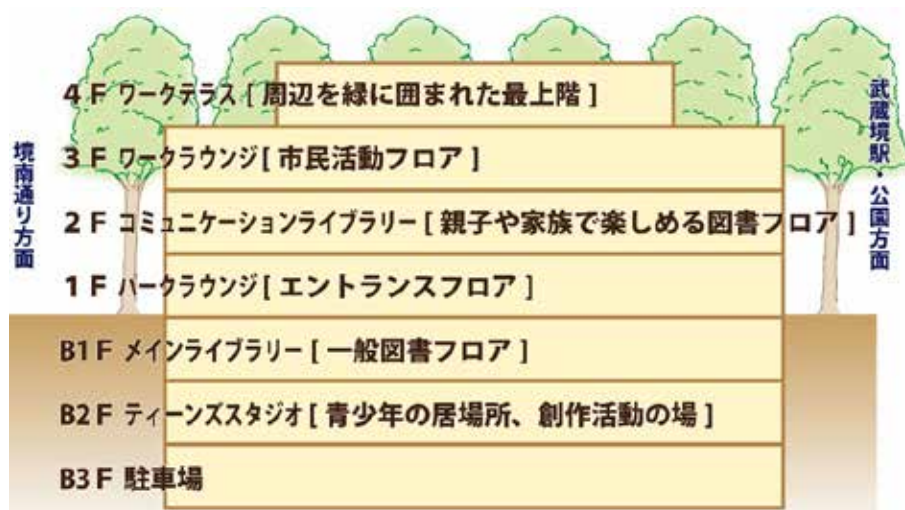 4F ワークテラス [ 周辺を緑に囲まれた最上階 ]
3F ワークラウンジ [ 市民活動フロア ]
2F コミュニケーションライブラリー [ 親子や家族で楽しめる図書フロア ]
1F パークラウンジ [ エントランスフロア ]
B1F メインライブラリー [ 一般図書フロア ]
B2F ティーンズスタジオ [ 青少年の居場所、創作活動の場 ]
B3F 駐車場
境南通り方面
武蔵境駅・公園方面